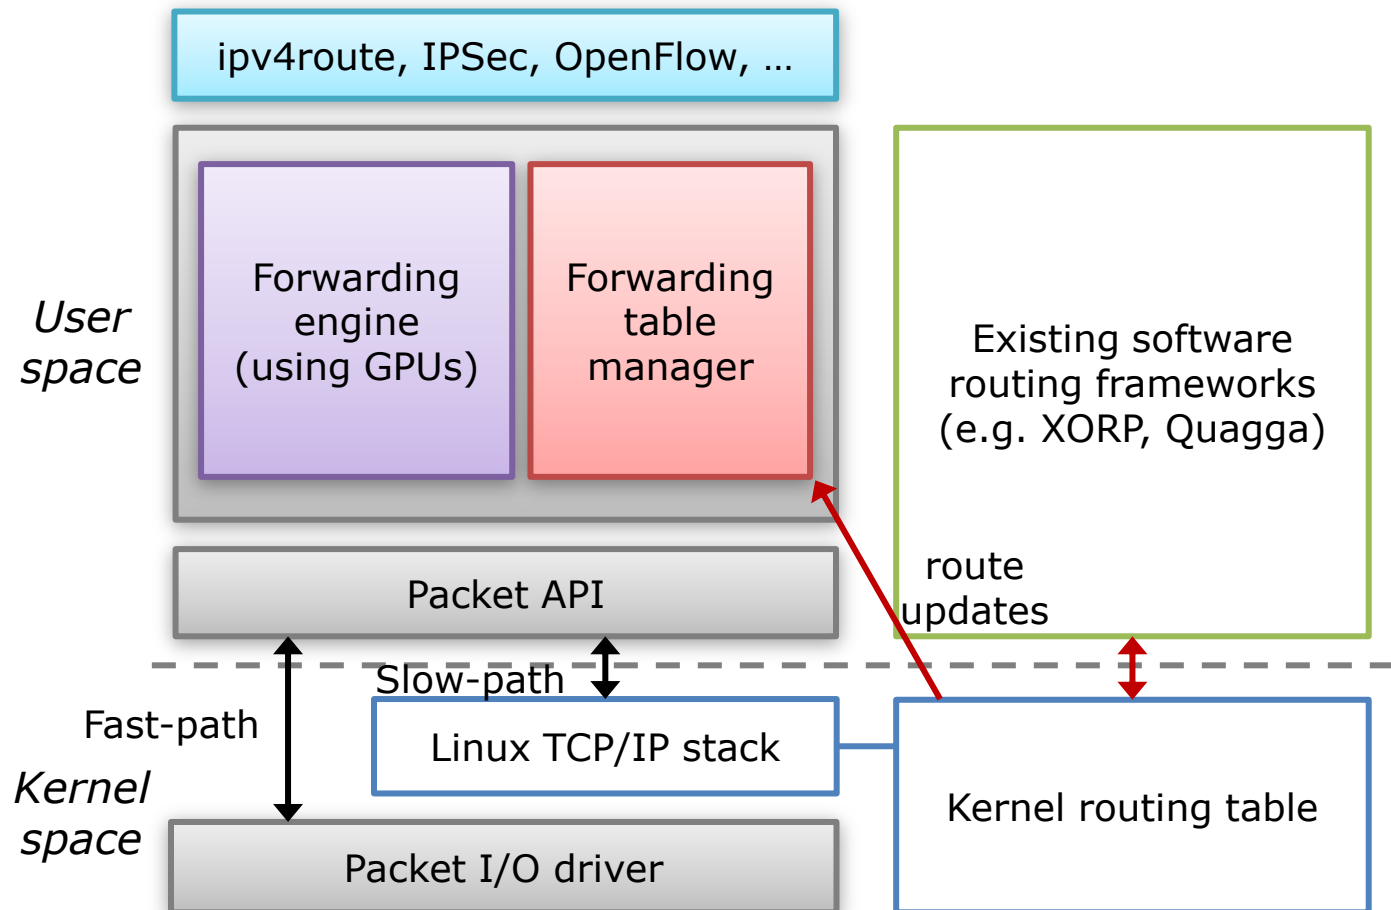 ipv4route, IPSec, OpenFlow, …
Forwarding
engine
(using GPUs)
Forwarding
table
manager
User
space
Existing software
routing frameworks
(e.g. XORP, Quagga)
route
updates
Packet API
Slow-path
Fast-path
Linux TCP/IP stack
Kernel
space
Kernel routing table
Packet I/O driver